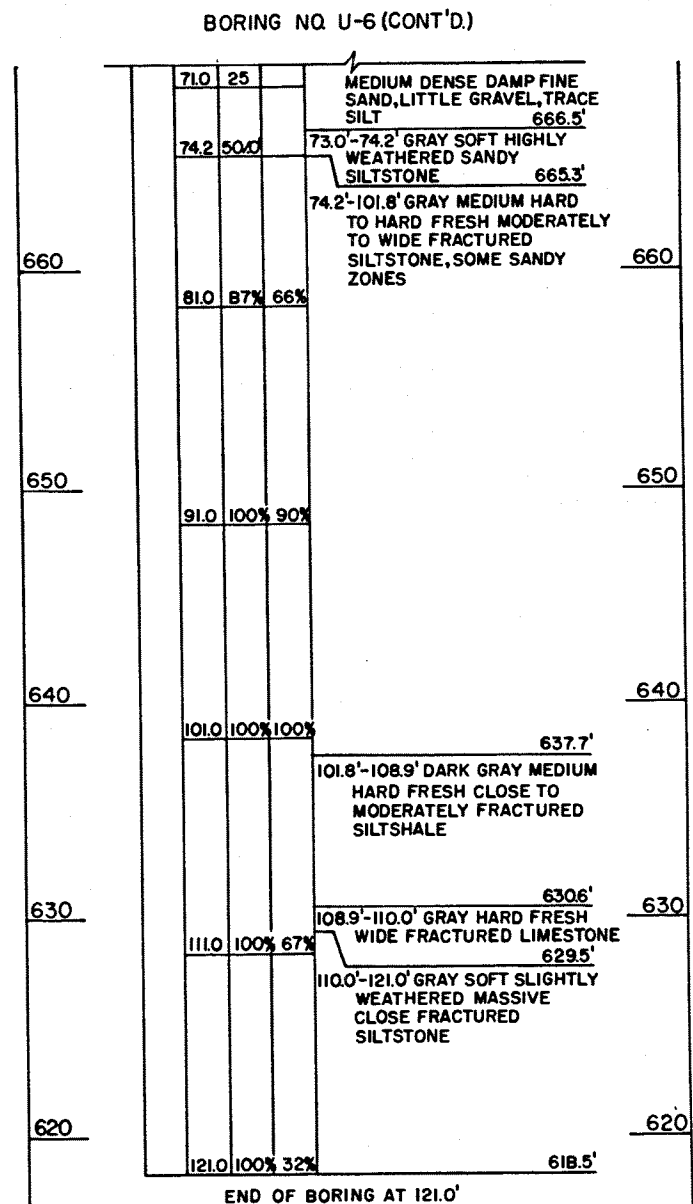 BORING NO. U-6 (CONT'D.)
71.0 25
MEDIUM DENSE DAMP FINE
SAND, LITTLE GRAVEL, TRACE
SILT 666.5'
74.2 50/.0'
73.0'-74.2' GRAY SOFT HIGHLY
WEATHERED SANDY
SILTSTONE 665.3'
74.2'-101.8' GRAY MEDIUM HARD
TO HARD FRESH MODERATELY
TO WIDE FRACTURED
SILTSTONE, SOME SANDY
ZONES
660 660
81.0 87% 66%
650 650
91.0 100% 90%
640 640
101.0 100% 100%
637.7'
101.8'-108.9' DARK GRAY MEDIUM
HARD FRESH CLOSE TO
MODERATELY FRACTURED
SILTSHALE
630.6'
630 630
108.9'-110.0' GRAY HARD FRESH
WIDE FRACTURED LIMESTONE
111.0 100% 67%
629.5'
110.0'-121.0' GRAY SOFT SLIGHTLY
WEATHERED MASSIVE
CLOSE FRACTURED
SILTSTONE
620 620
121.0 100% 32%
618.5'
END OF BORING AT 121.0'